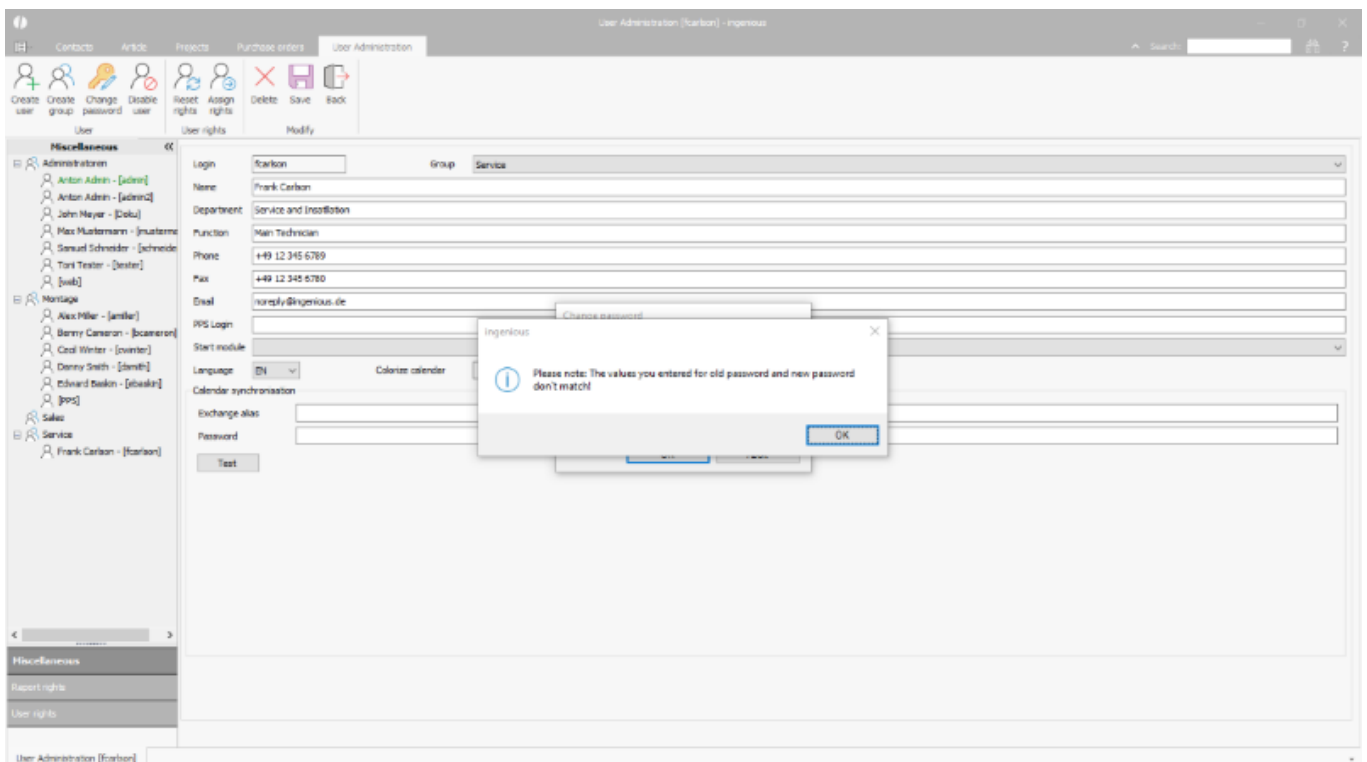 User Administration [fcarlson] - ingenious
Contacts Article Projects Purchase orders User Administration Search: ?
Create user Create group Change password Disable user Reset rights Assign rights Delete Save Back
User User rights Modify
Miscellaneous «
Administratoren
Anton Admin - [admin]
Anton Admin - [admin2]
John Meyer - [Doku]
Max Mustermann - [musterme
Samuel Schneider - [schneide
Toni Tester - [tester]
[web]
Montage
Alex Miller - [amiller]
Benny Cameron - [bcameron]
Cecil Winter - [cwinter]
Danny Smith - [dsmith]
Edward Baskin - [ebaskin]
[PPS]
Sales
Service
Frank Carlson - [fcarlson]
Miscellaneous
Report rights
User rights
Login fcarlson Group Service
Name Frank Carlson
Department Service and
Function Main Technician
Phone +49 12 345 6789
Fax +49 12 345 6780
Email noreply@ingenious.de
PPS Login
Start module
Language EN Colorize calender
Calendar synchronisation
Exchange alias
Password
Test
Change password
ingenious
Please note: The values you entered for old password and new password
don't match!
OK
User Administration [fcarlson]